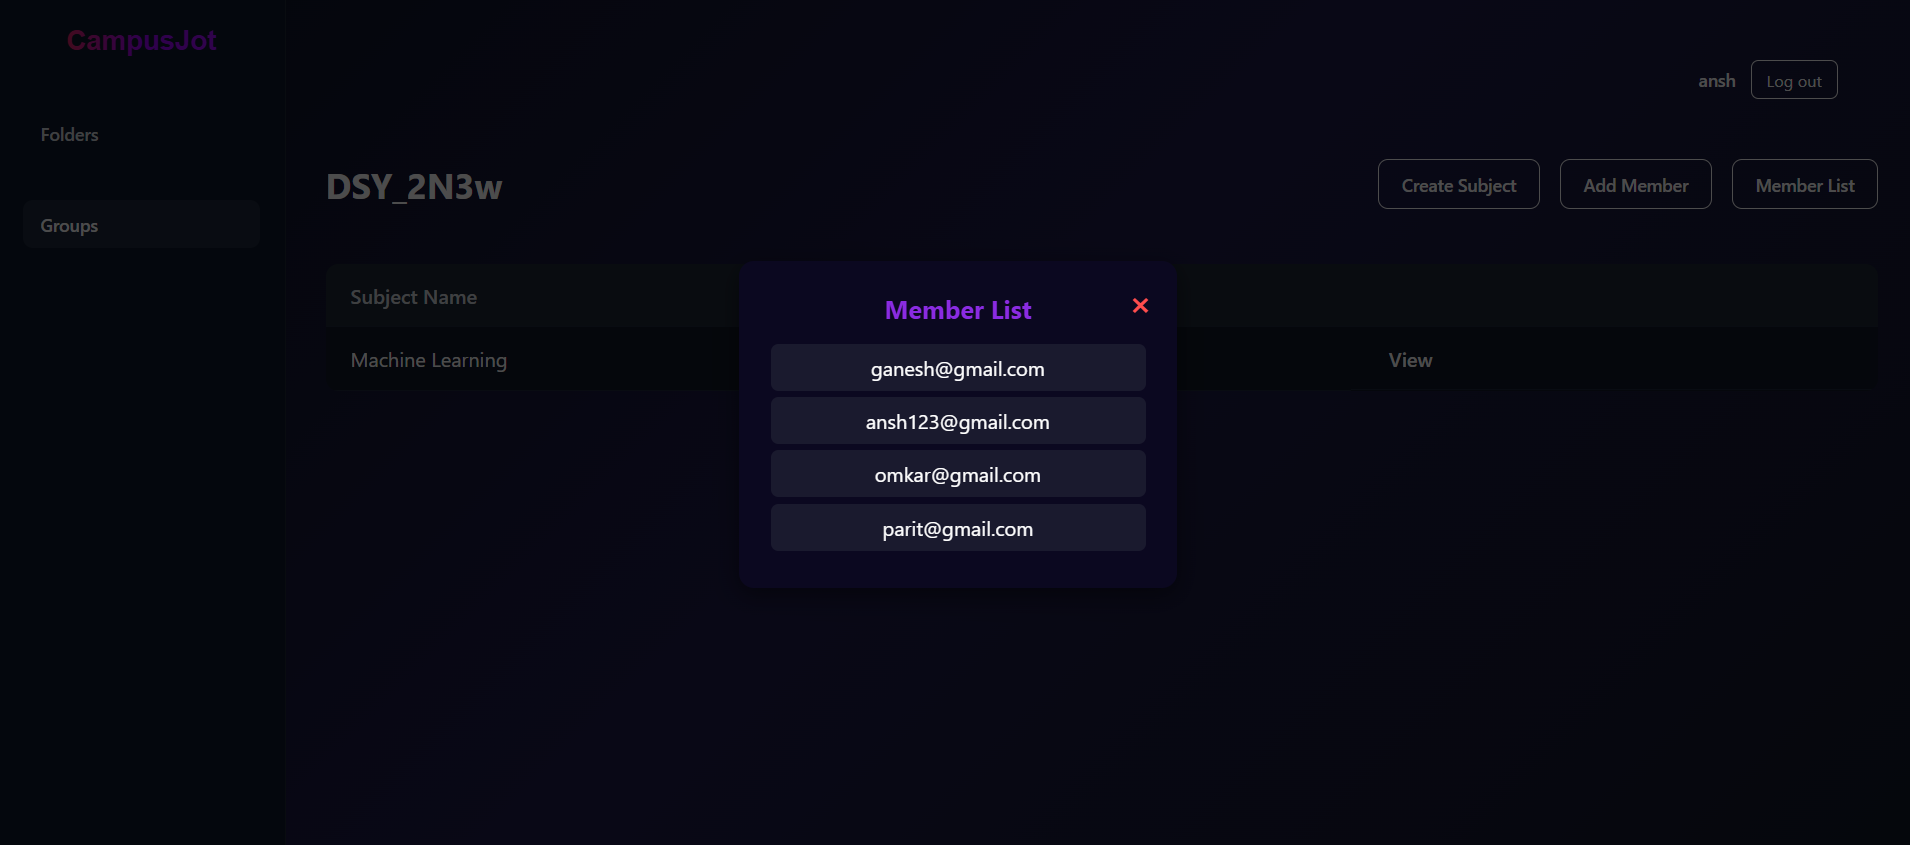 CampusJot
ansh
Log out
Folders
Groups
DSY_2N3w
Create Subject
Add Member
Member List
Subject Name
Machine Learning
View
Member List
✕
ganesh@gmail.com
ansh123@gmail.com
omkar@gmail.com
parit@gmail.com